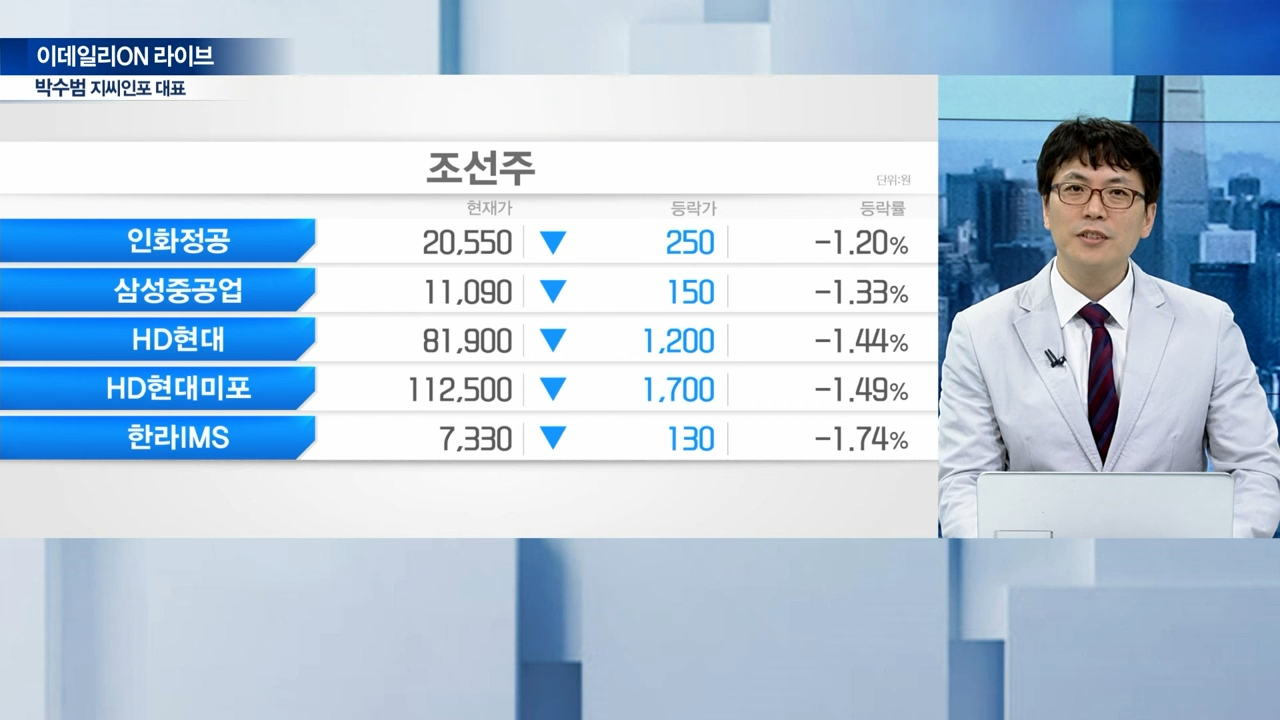 이데일리ON 라이브
박수범 지씨인포 대표
조선주
단위:원
현재가 등락가 등락률
인화정공 20,550 ▼ 250 -1.20%
삼성중공업 11,090 ▼ 150 -1.33%
HD현대 81,900 ▼ 1,200 -1.44%
HD현대미포 112,500 ▼ 1,700 -1.49%
한라IMS 7,330 ▼ 130 -1.74%